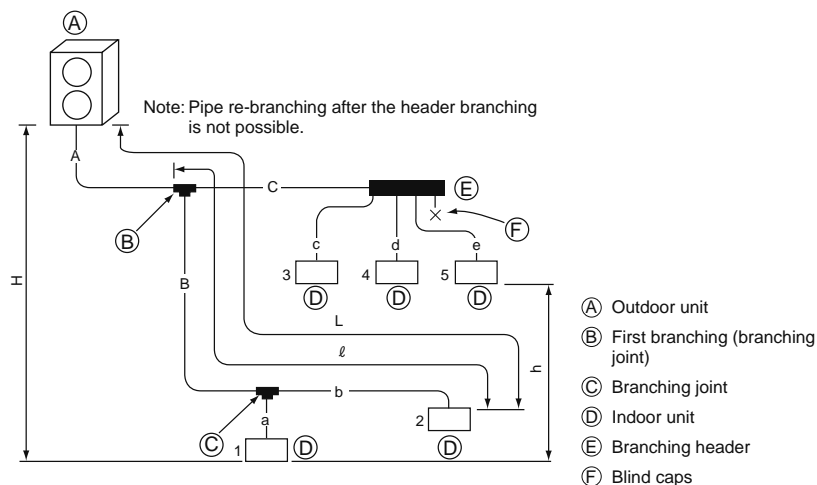 Ⓐ
Note: Pipe re-branching after the header branching
is not possible.
A
C
Ⓔ
Ⓑ
Ⓕ
c
d
e
3
4
5
Ⓓ
Ⓓ
Ⓓ
H
B
L
ℓ
h
b
Ⓒ
a
1
Ⓓ
2
Ⓓ
Ⓐ Outdoor unit
Ⓑ First branching (branching
joint)
Ⓒ Branching joint
Ⓓ Indoor unit
Ⓔ Branching header
Ⓕ Blind caps